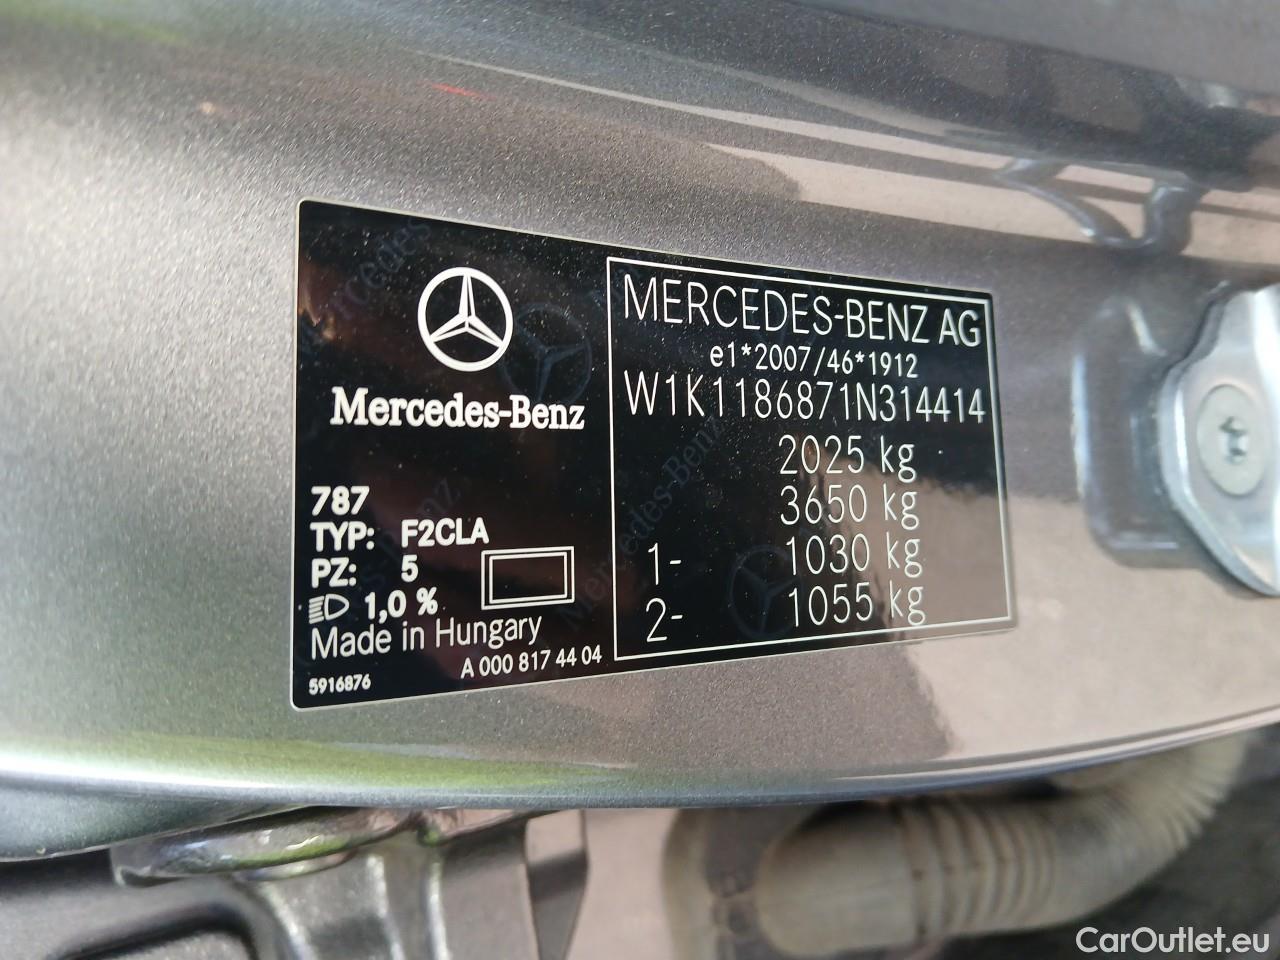 Mercedes-Benz
787
TYP: F2CLA
PZ: 5
1,0 %
Made in Hungary
A 000 817 44 04
5916876
MERCEDES-BENZ AG
e1*2007/46*1912
W1K1186871N314414
2025 kg
3650 kg
1- 1030 kg
2- 1055 kg
CarOutlet.eu